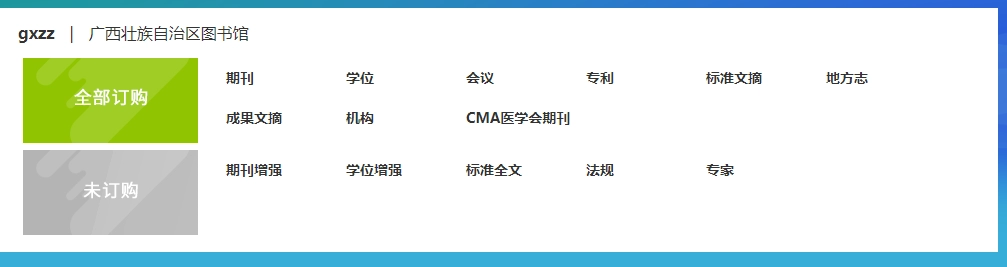 gxzz | 广西壮族自治区图书馆
全部订购
期刊 学位 会议 专利 标准文摘 地方志
成果文摘 机构 CMA医学会期刊
未订购
期刊增强 学位增强 标准全文 法规 专家